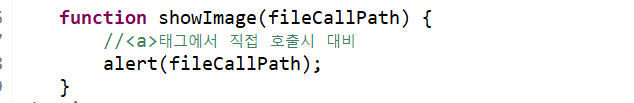 function showImage(fileCallPath) {
//<a>태그에서 직접 호출시 대비
alert(fileCallPath);
}